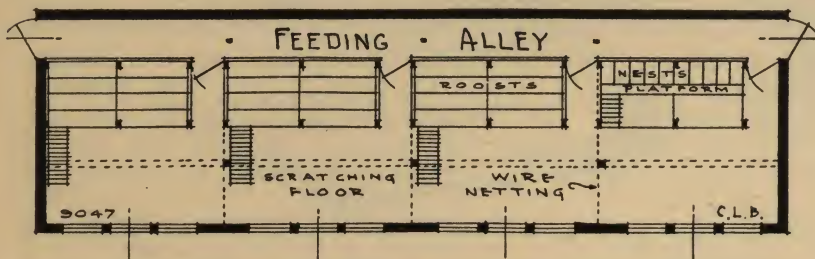 FEEDING ALLEY
ROOSTS
NESTS
PLATFORM
SCRATCHING
FLOOR
WIRE
NETTING
9047
C.L.B.